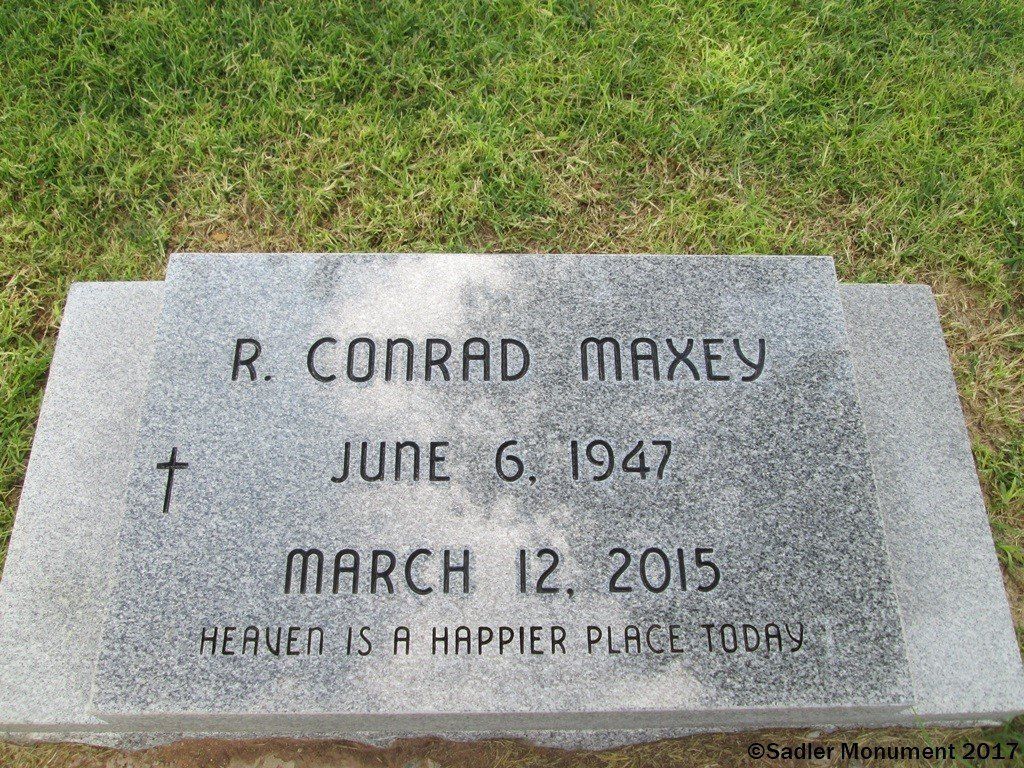 R. CONRAD MAXEY
JUNE 6, 1947
MARCH 12, 2015
HEAVEN IS A HAPPIER PLACE TODAY
©Sadler Monument 2017